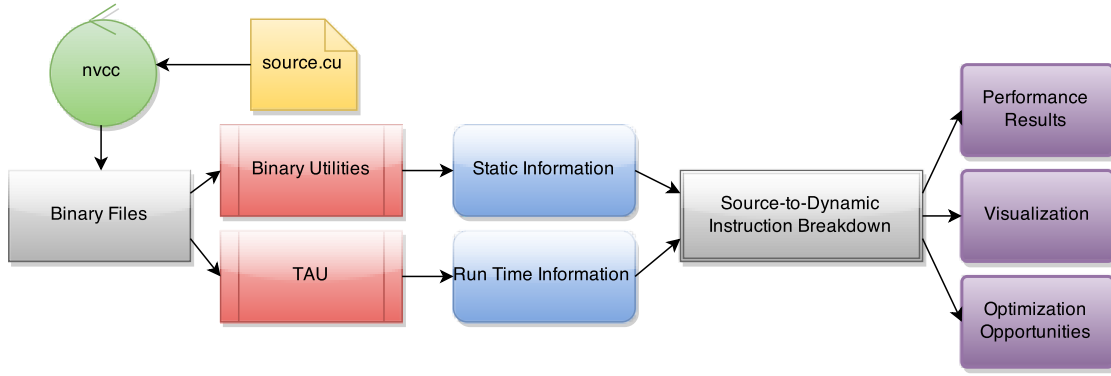 nvcc
source.cu
Binary Files
Binary Utilities
TAU
Static Information
Run Time Information
Source-to-Dynamic
Instruction Breakdown
Performance
Results
Visualization
Optimization
Opportunities